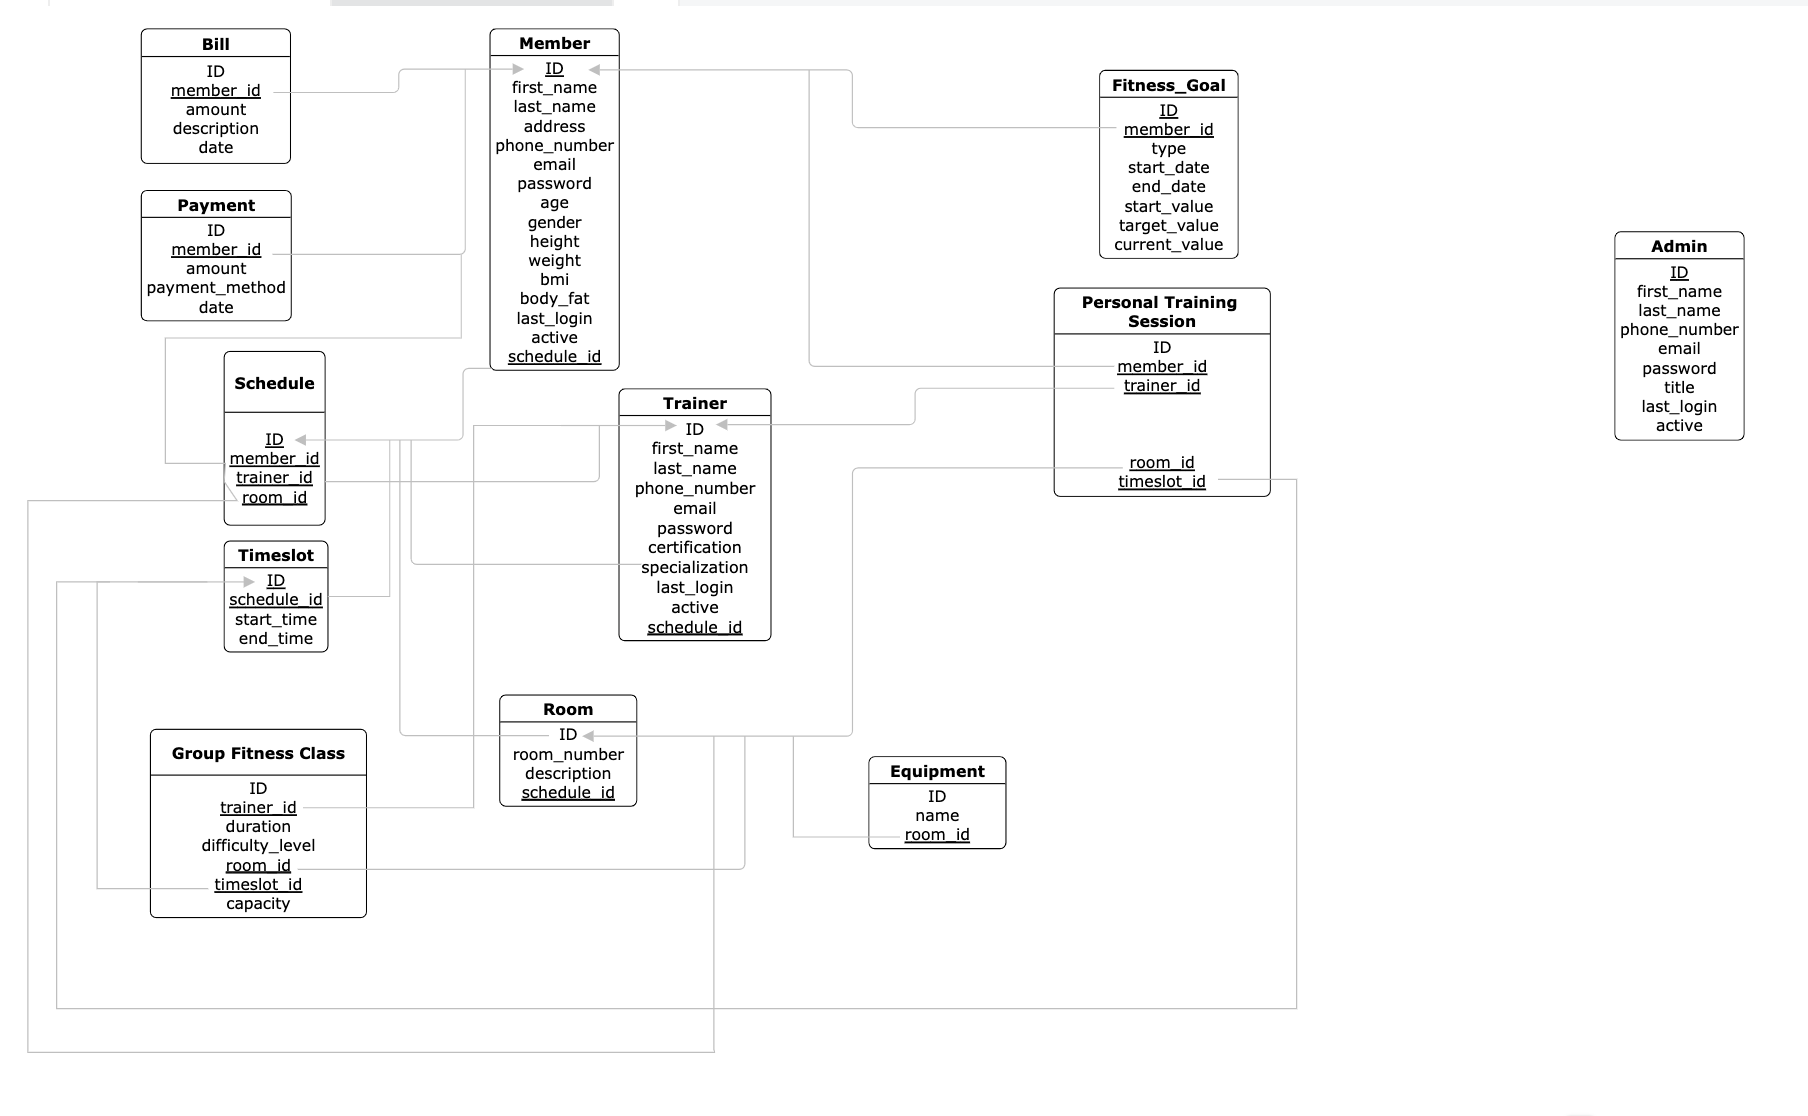 Bill
ID
member_id
amount
description
date
Member
ID
first_name
last_name
address
phone_number
email
password
age
gender
height
weight
bmi
body_fat
last_login
active
schedule_id
Fitness_Goal
ID
member_id
type
start_date
end_date
start_value
target_value
current_value
Payment
ID
member_id
amount
payment_method
date
Admin
ID
first_name
last_name
phone_number
email
password
title
last_login
active
Personal Training
Session
ID
member_id
trainer_id
room_id
timeslot_id
Schedule
ID
member_id
trainer_id
room_id
Trainer
ID
first_name
last_name
phone_number
email
password
certification
specialization
last_login
active
schedule_id
Timeslot
ID
schedule_id
start_time
end_time
Room
ID
room_number
description
schedule_id
Group Fitness Class
ID
trainer_id
duration
difficulty_level
room_id
timeslot_id
capacity
Equipment
ID
name
room_id